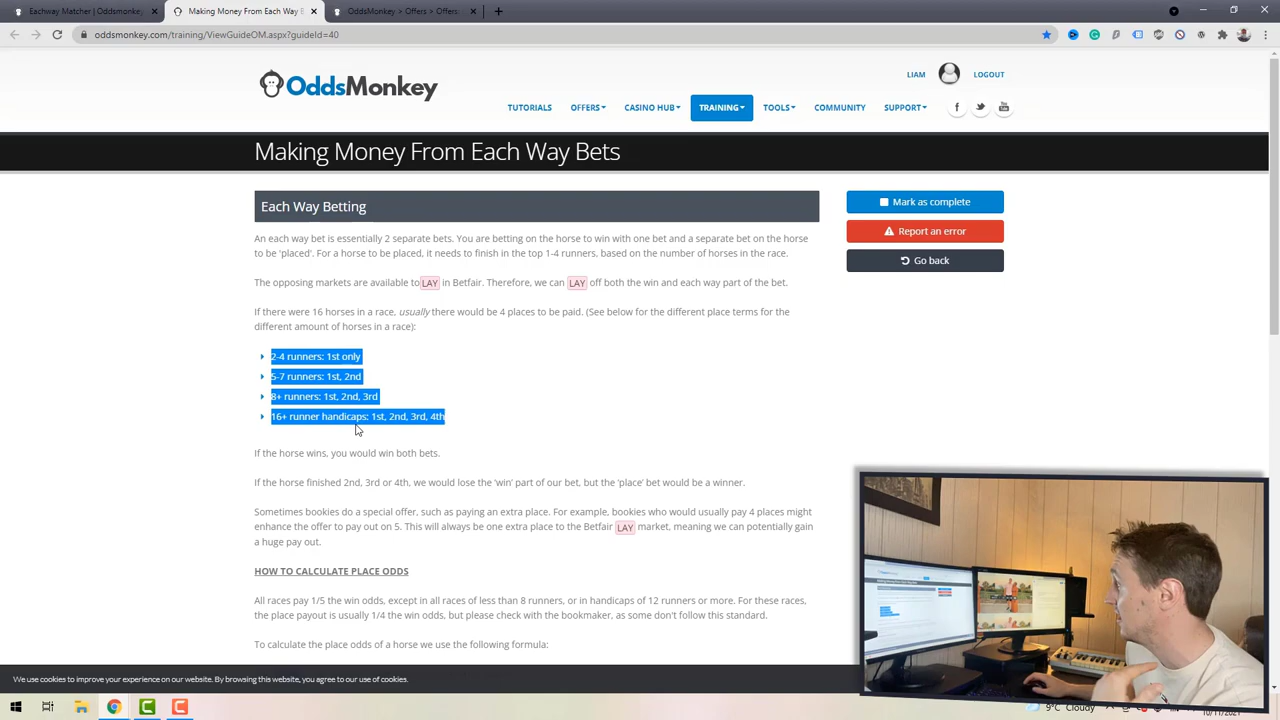 Eachway Matcher | OddsMonkey
Making Money From Each Way B
OddsMonkey > Offers > Offers
oddsmonkey.com/training/ViewGuideOM.aspx?guideId=40
OddsMonkey
LIAM
LOGOUT
TUTORIALS OFFERS CASINO HUB TRAINING TOOLS COMMUNITY SUPPORT
Making Money From Each Way Bets
Each Way Betting
Mark as complete
Report an error
Go back
An each way bet is essentially 2 separate bets. You are betting on the horse to win with one bet and a separate bet on the horse
to be 'placed'. For a horse to be placed, it needs to finish in the top 1-4 runners, based on the number of horses in the race.
The opposing markets are available to LAY in Betfair. Therefore, we can LAY off both the win and each way part of the bet.
If there were 16 horses in a race, usually there would be 4 places to be paid. (See below for the different place terms for the
different amount of horses in a race):
2-4 runners: 1st only
5-7 runners: 1st, 2nd
8+ runners: 1st, 2nd, 3rd
16+ runner handicaps: 1st, 2nd, 3rd, 4th
If the horse wins, you would win both bets.
If the horse finished 2nd, 3rd or 4th, we would lose the 'win' part of our bet, but the 'place' bet would be a winner.
Sometimes bookies do a special offer, such as paying an extra place. For example, bookies who would usually pay 4 places might
enhance the offer to pay out on 5. This will always be one extra place to the Betfair LAY market, meaning we can potentially gain
a huge pay out.
HOW TO CALCULATE PLACE ODDS
All races pay 1/5 the win odds, except in all races of less than 8 runners, or in handicaps of 12 runners or more. For these races,
the place payout is usually 1/4 the win odds, but please check with the bookmaker, as some don't follow this standard.
To calculate the place odds of a horse we use the following formula:
We use cookies to improve your experience on our website. By browsing this website, you agree to our use of cookies.
9°C Cloudy
10/11/2021